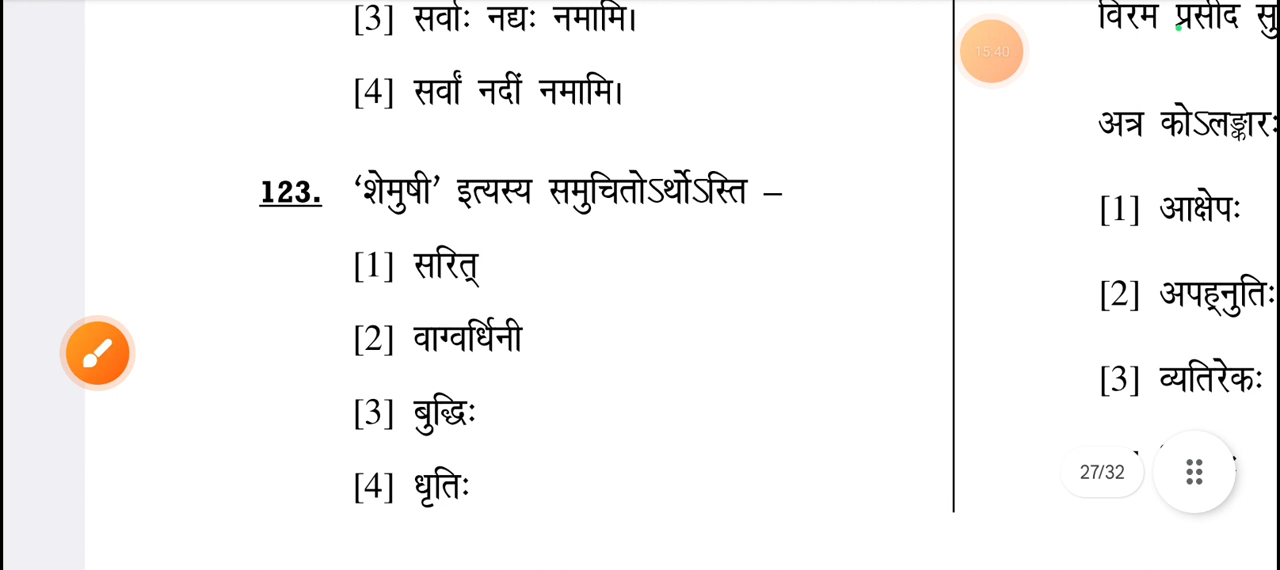 [3] सर्वाः नद्यः नमामि।
[4] सर्वां नदीं नमामि।
123. ‘शेमुषी’ इत्यस्य समुचितोऽर्थोऽस्ति –
[1] सरित्
[2] वाग्वर्धिनी
[3] बुद्धिः
[4] धृतिः
विरम प्रसीद सु
अत्र कोऽलङ्कारः
[1] आक्षेपः
[2] अपह्नुतिः
[3] व्यतिरेकः
15:40
27/32